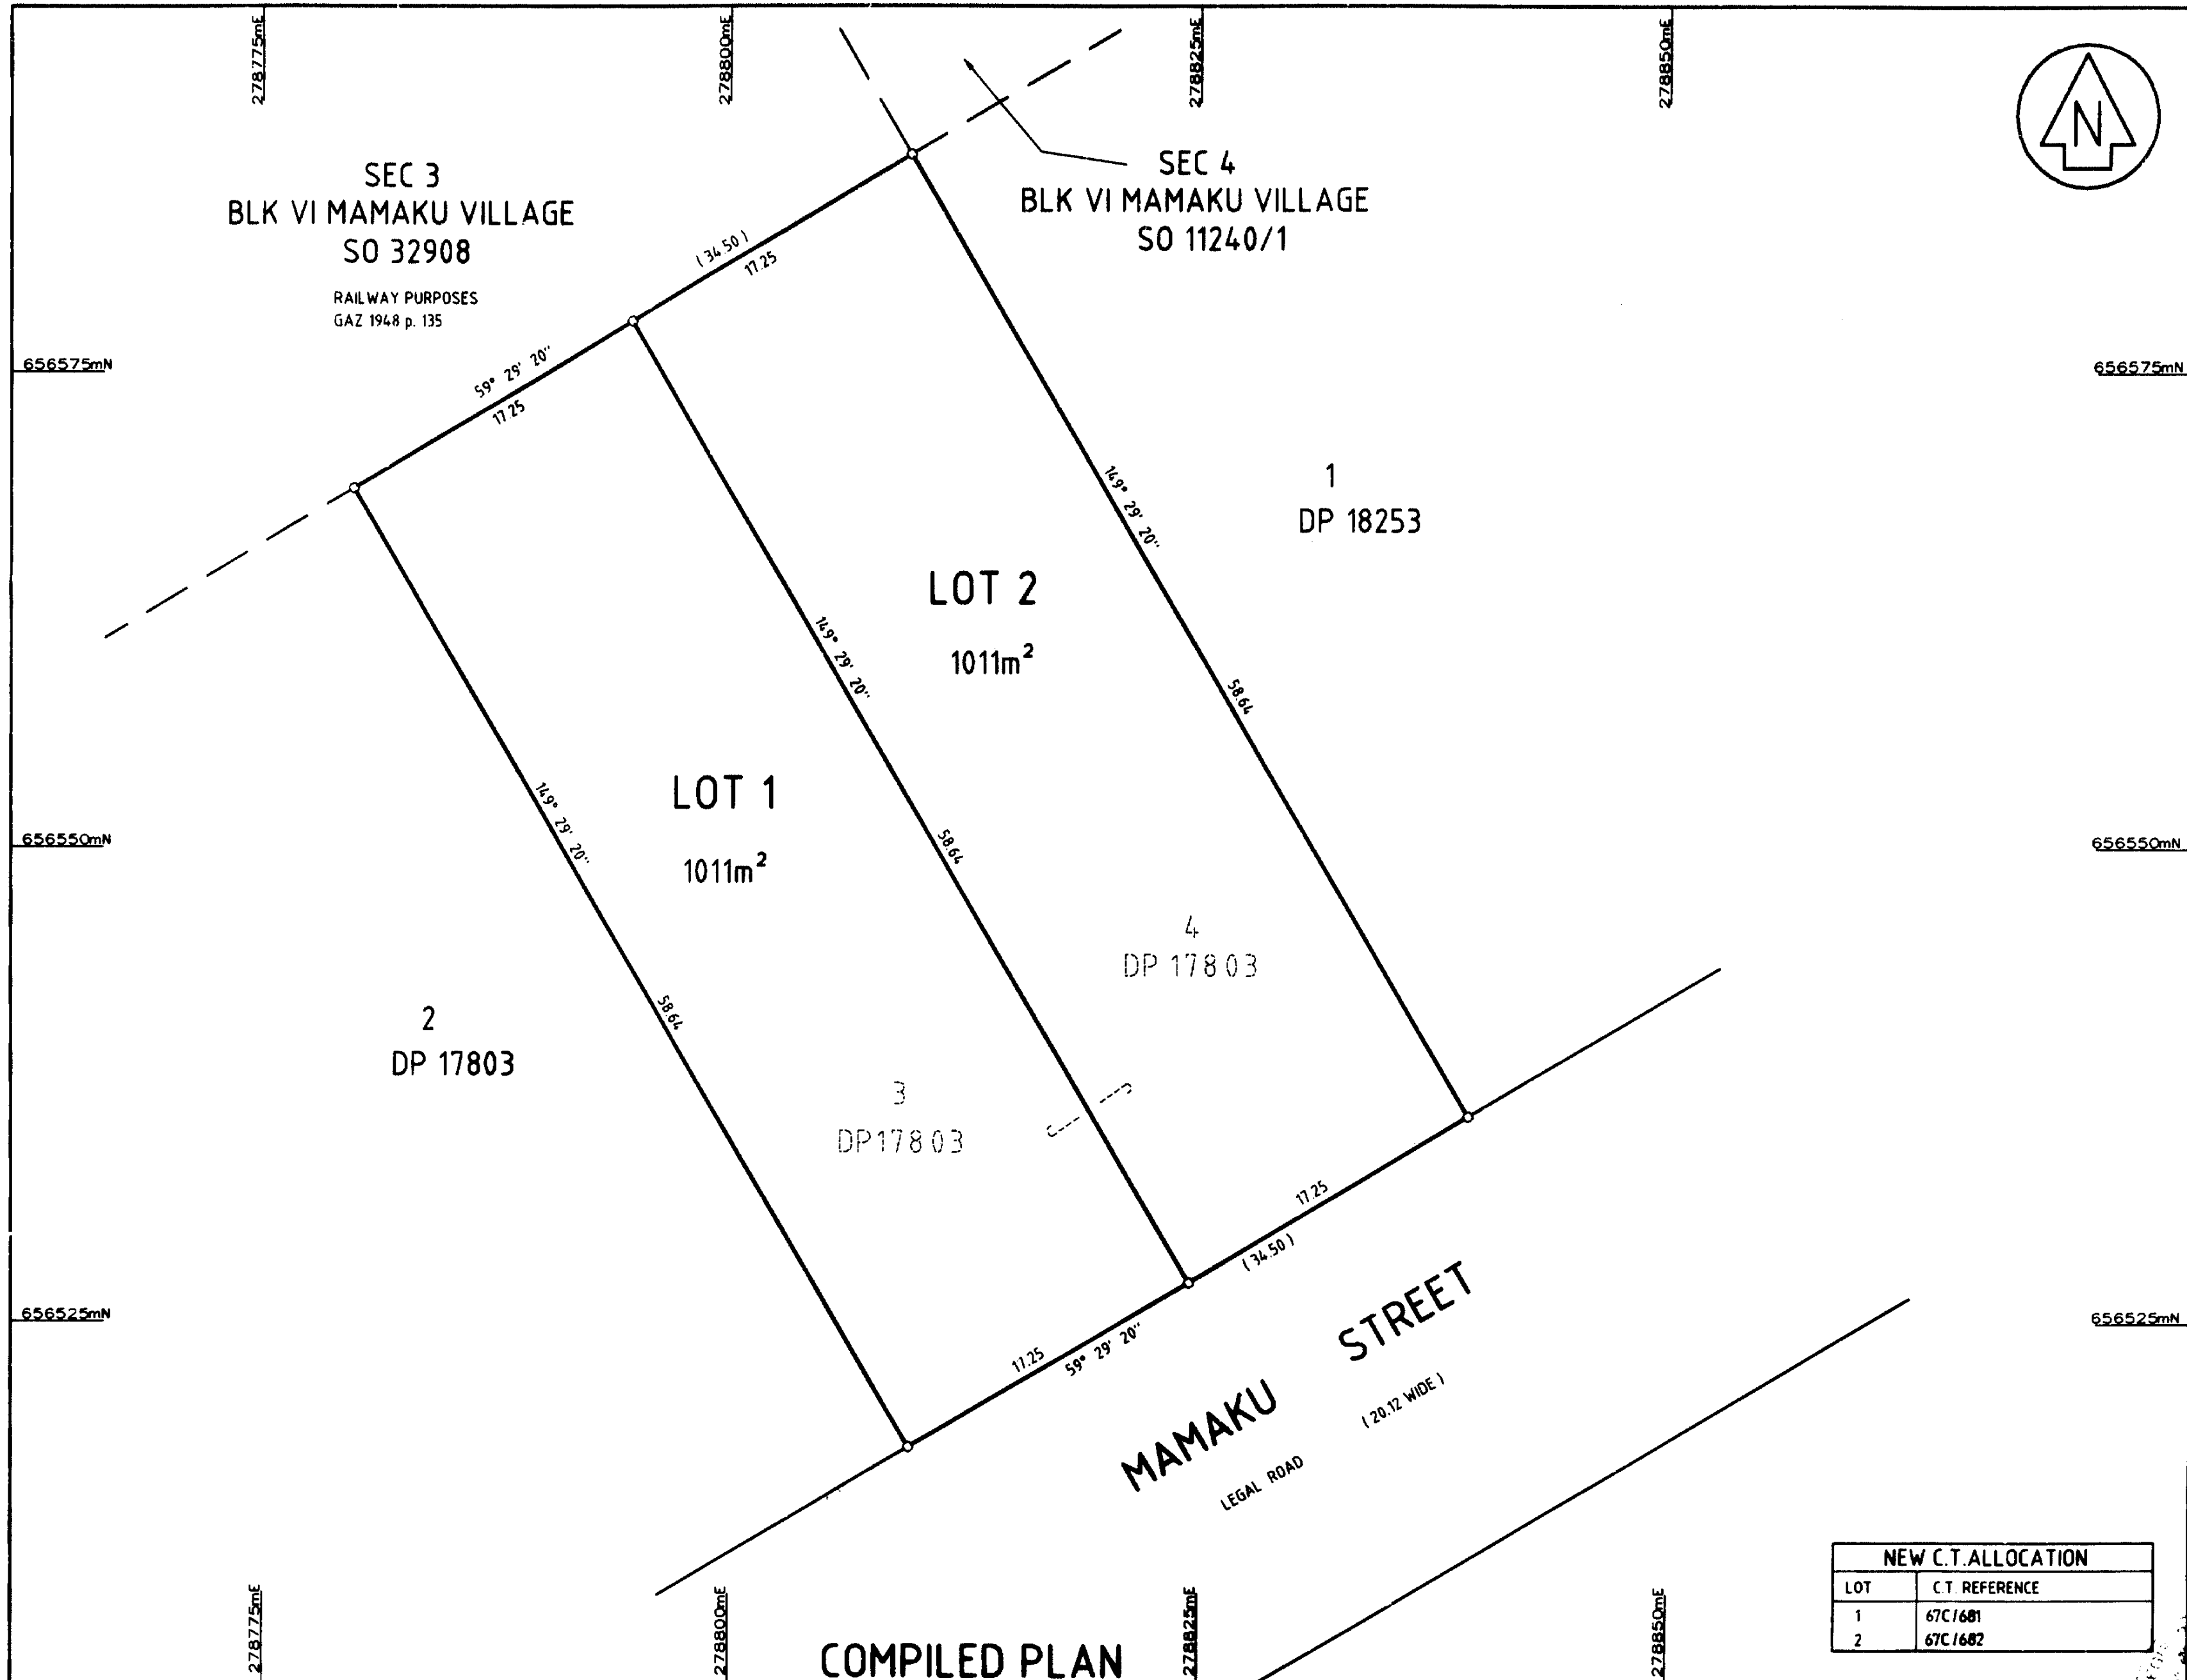 278775mE
278800mE
278825mE
278850mE
N
SEC 3
BLK VI MAMAKU VILLAGE
SO 32908
RAILWAY PURPOSES
GAZ 1948 p. 135
SEC 4
BLK VI MAMAKU VILLAGE
SO 11240/1
( 34.50 )
17.25
59° 29' 20''
17.25
656575mN
656575mN
1
DP 18253
149° 29' 20''
58.64
LOT 2
1011m²
149° 29' 20''
58.64
LOT 1
1011m²
149° 29' 20''
58.64
656550mN
656550mN
4
DP 17803
2
DP 17803
3
DP17803
17.25
( 34.50 )
17.25
59° 29' 20''
656525mN
656525mN
MAMAKU STREET
LEGAL ROAD
( 20.12 WIDE )
NEW C.T. ALLOCATION
LOT C.T. REFERENCE
1 67C/681
2 67C/682
278775mE
278800mE
278825mE
278850mE
COMPILED PLAN